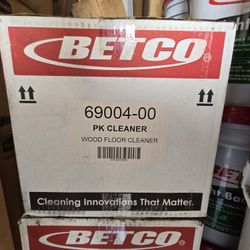 BETCO®
69004-00
PK CLEANER
WOOD FLOOR CLEANER
Cleaning Innovations That Matter.
BETCO